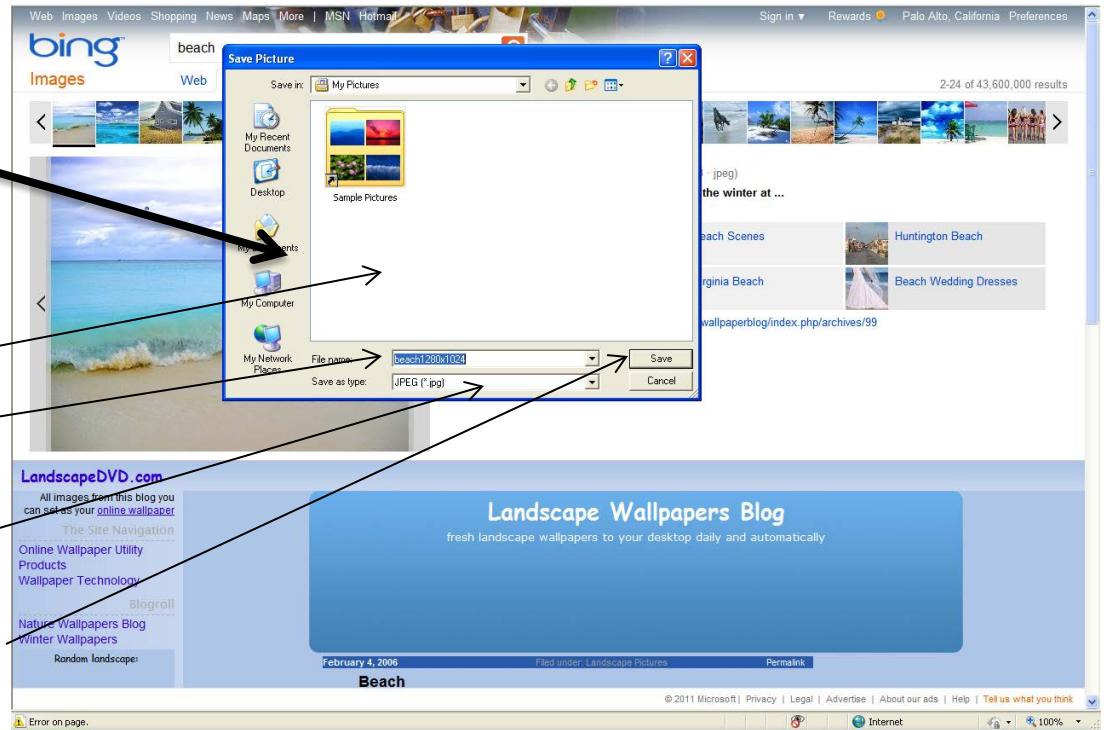 Web Images Videos Shopping News Maps More | MSN Hotmail
Sign in ▾ Rewards Palo Alto, California Preferences
bing
beach
Images
Web
2-24 of 43,600,000 results
Save Picture
Save in:
My Pictures
My Recent
Documents
Desktop
My Computer
My Network
Places
Sample Pictures
File name:
beach1280x1024
Save
Save as type:
JPEG (*.jpg)
Cancel
jpeg)
the winter at ...
each Scenes
Huntington Beach
rginia Beach
Beach Wedding Dresses
wallpaperblog/index.php/archives/99
LandscapeDVD.com
All images from this blog you
can set as your online wallpaper
The Site Navigation
Online Wallpaper Utility
Products
Wallpaper Technology
Blogroll
Nature Wallpapers Blog
Winter Wallpapers
Random landscape:
Landscape Wallpapers Blog
fresh landscape wallpapers to your desktop daily and automatically
February 4, 2006
Filed under: Landscape Pictures
Permalink
Beach
© 2011 Microsoft | Privacy | Legal | Advertise | About our ads | Help | Tell us what you think
Error on page.
Internet
100%